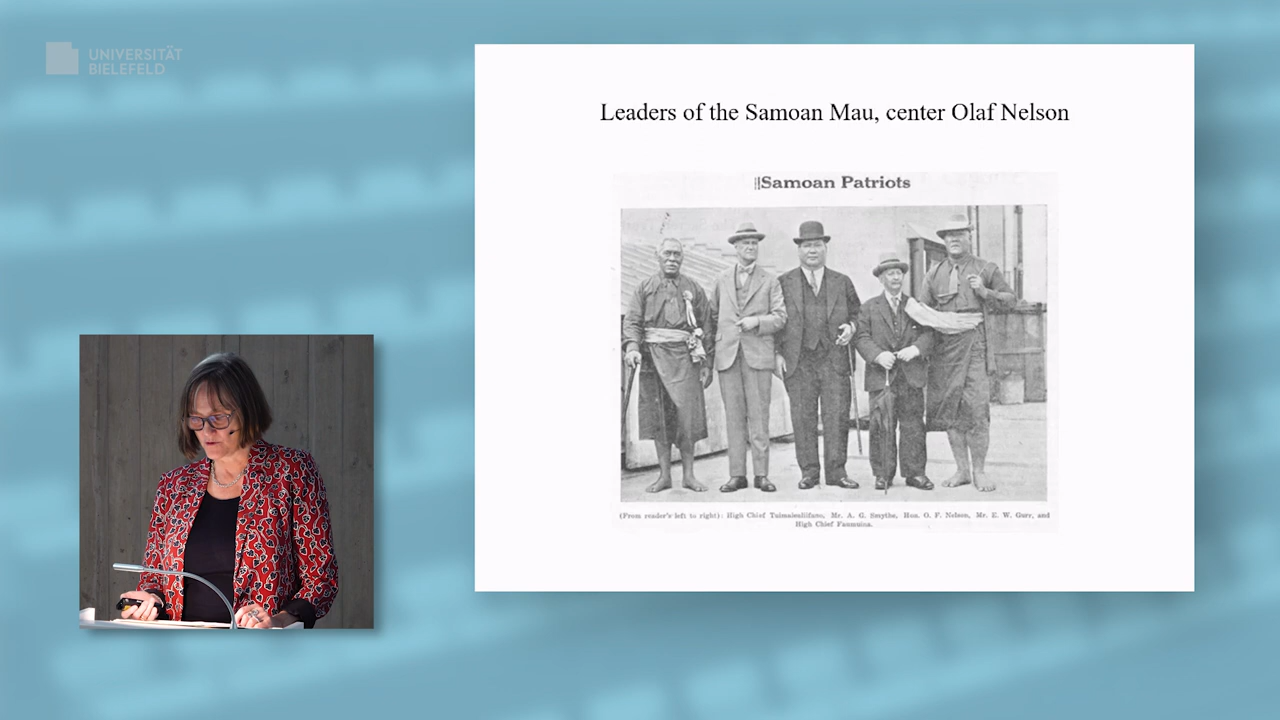 UNIVERSITÄT
BIELEFELD
Leaders of the Samoan Mau, center Olaf Nelson
Samoan Patriots
(From reader's left to right): High Chief Tuimalealiifano, Mr. A. G. Smythe, Hon. O. F. Nelson, Mr. E. W. Gurr, and
High Chief Faumuina.